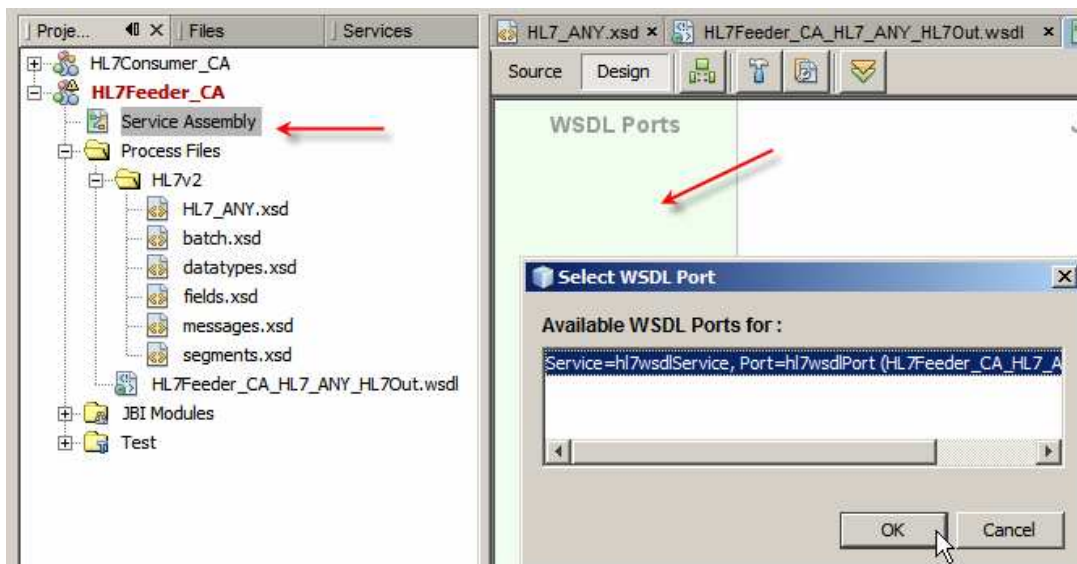 Proje...
Files
Services
HL7Consumer_CA
HL7Feeder_CA
Service Assembly
Process Files
HL7v2
HL7_ANY.xsd
batch.xsd
datatypes.xsd
fields.xsd
messages.xsd
segments.xsd
HL7Feeder_CA_HL7_ANY_HL7Out.wsdl
JBI Modules
Test
HL7_ANY.xsd
HL7Feeder_CA_HL7_ANY_HL7Out.wsdl
Source
Design
WSDL Ports
J
Select WSDL Port
Available WSDL Ports for :
Service=hl7wsdlService, Port=hl7wsdlPort (HL7Feeder_CA_HL7_A
OK
Cancel